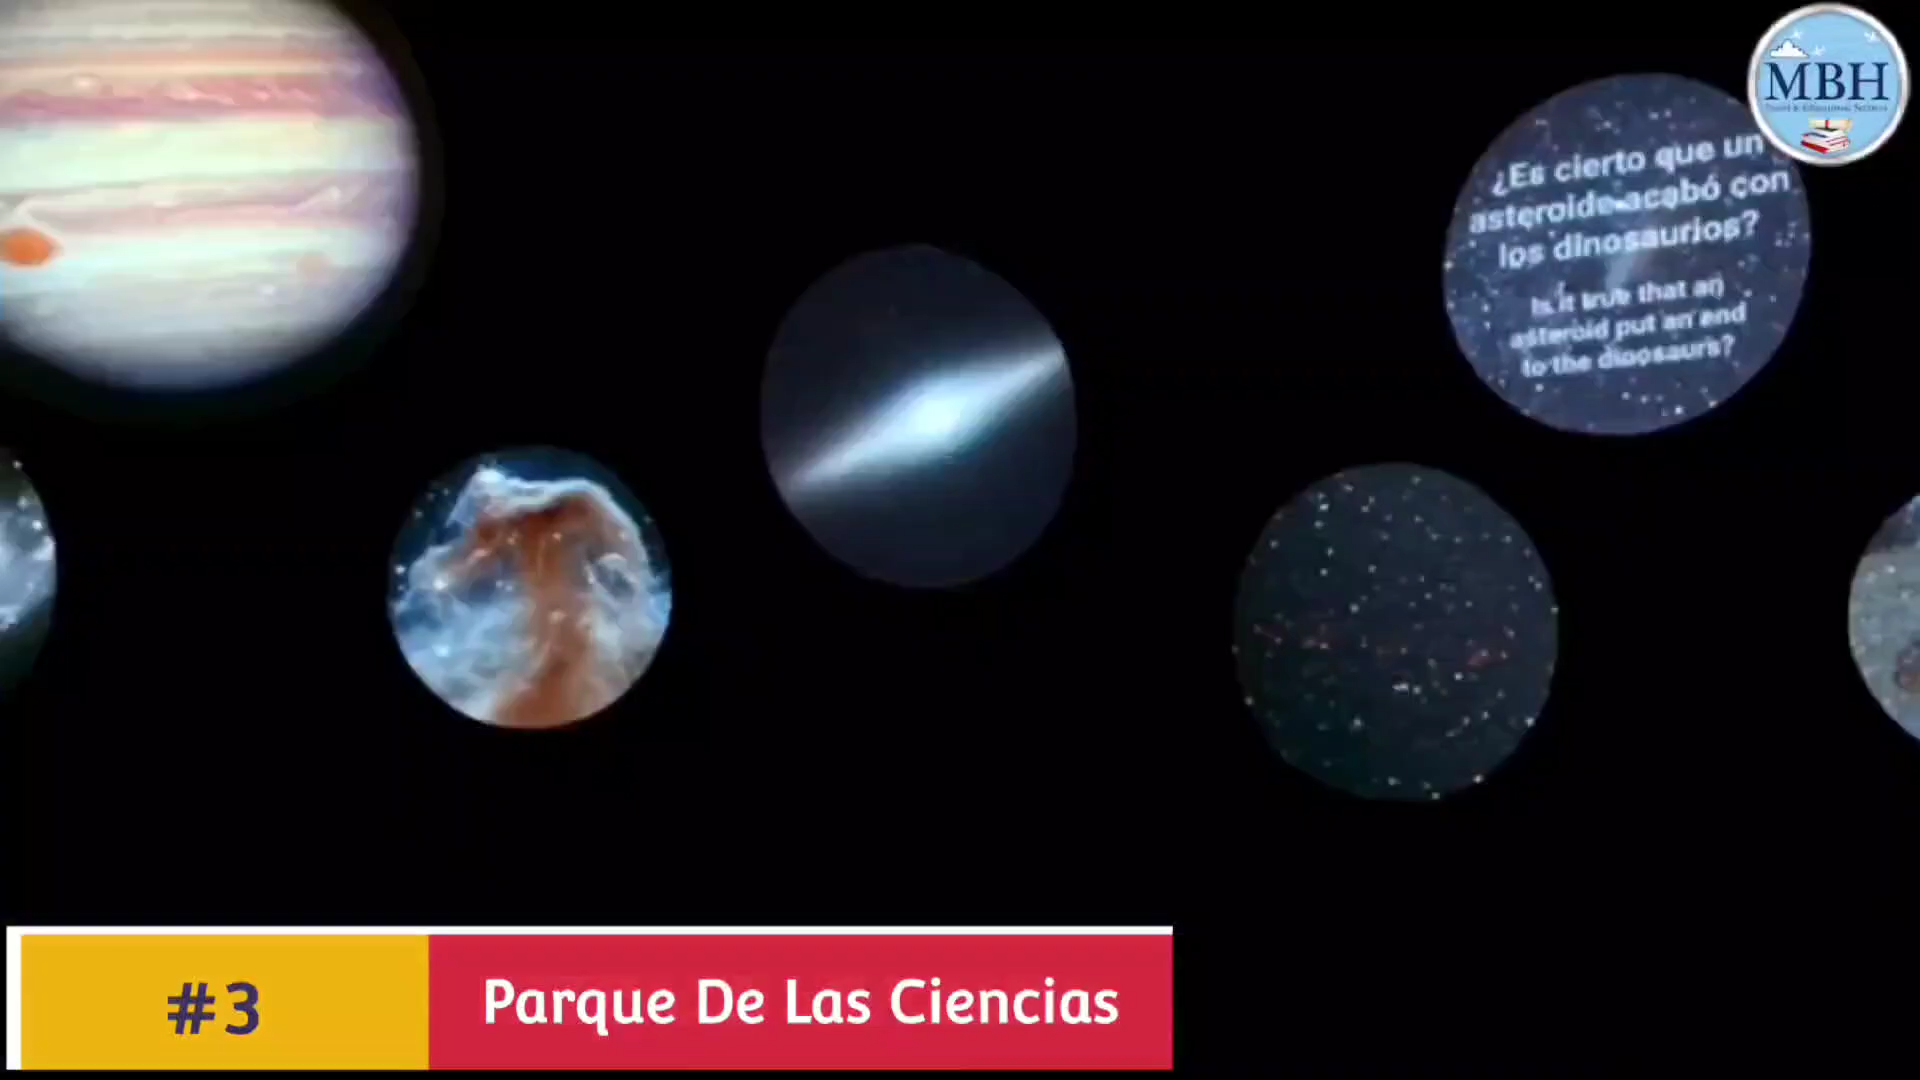 MBH
¿Es cierto que un
asteroide acabó con
los dinosaurios?
Is it true that an
asteroid put an end
to the dinosaurs?
#3
Parque De Las Ciencias